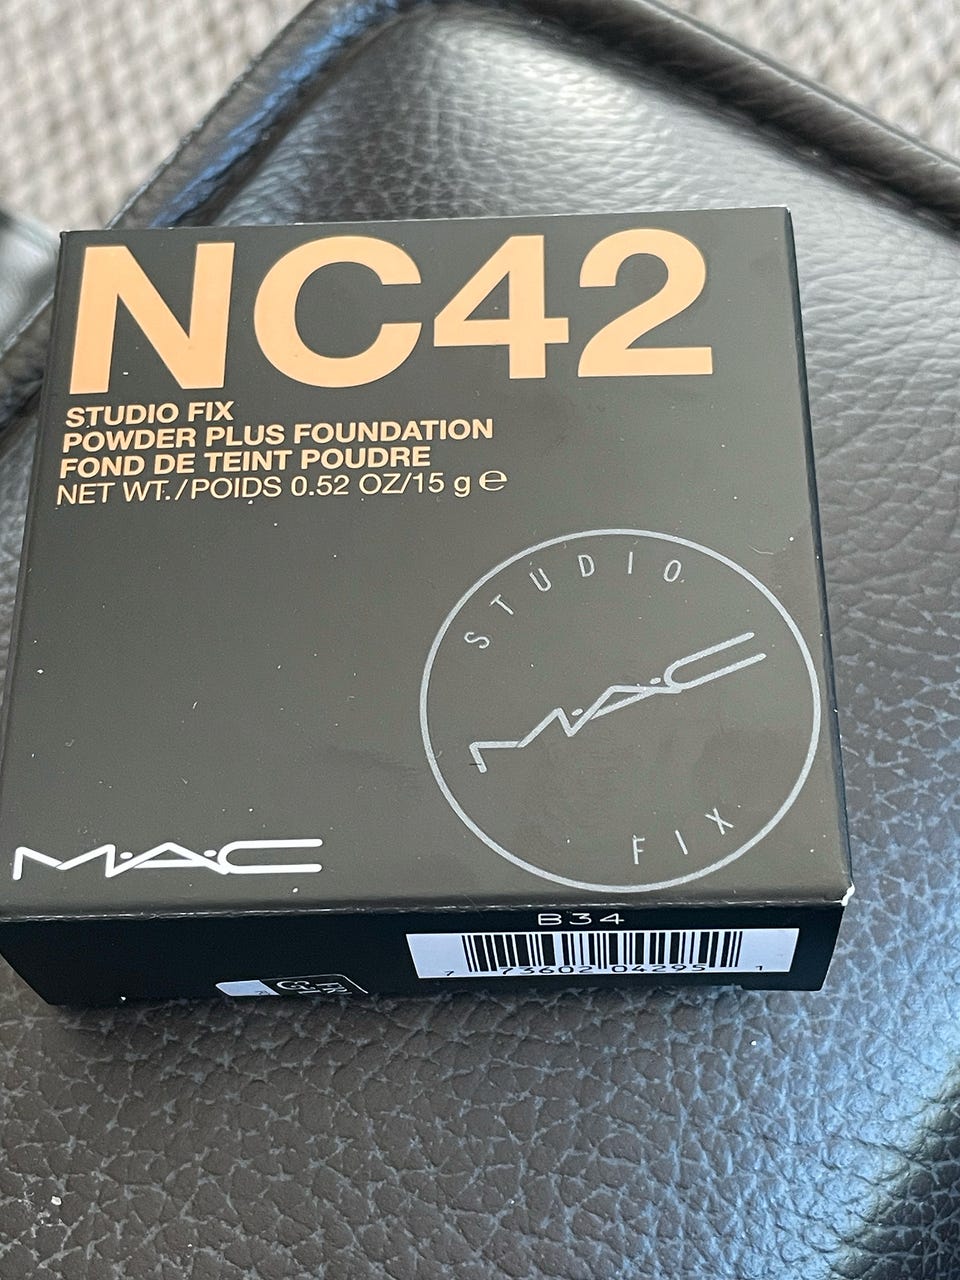 NC42
STUDIO FIX
POWDER PLUS FOUNDATION
FOND DE TEINT POUDRE
NET WT./POIDS 0.52 OZ/15 g ℮
STUDIO
M·A·C
FIX
M·A·C
B34
7 73602 04295 1